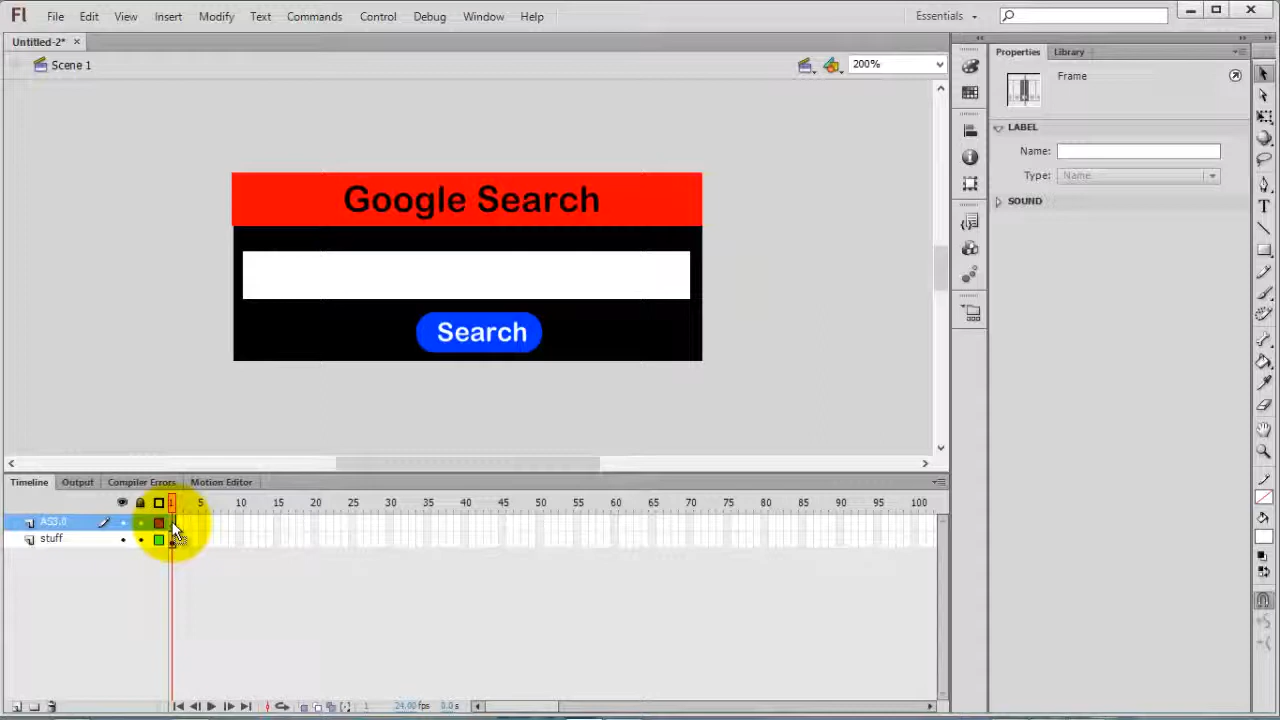 Fl File Edit View Insert Modify Text Commands Control Debug Window Help Essentials
Untitled-2* ×
Properties Library
Scene 1
200%
Frame
LABEL
Name:
Type: Name
SOUND
Google Search
Search
Timeline Output Compiler Errors Motion Editor
1 5 10 15 20 25 30 35 40 45 50 55 60 65 70 75 80 85 90 95 100
AS3.0
stuff
1 24.00 fps 0.0 s